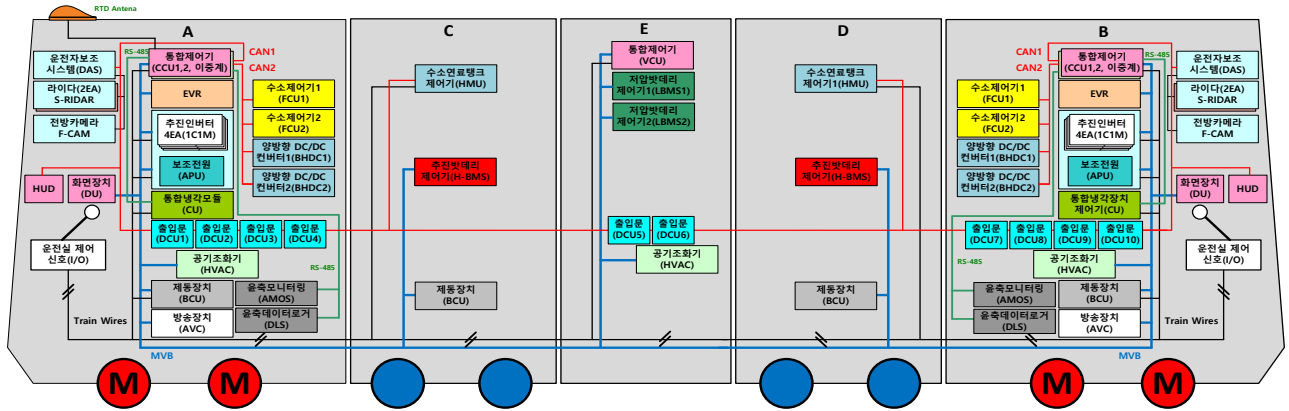 RTD Antena
A
C
E
D
B
RS-485
CAN1
CAN2
운전자보조
시스템(DAS)
라이다(2EA)
S-RIDAR
전방카메라
F-CAM
통합제어기
(CCU1,2, 이중계)
EVR
추진인버터
4EA(1C1M)
보조전원
(APU)
통합냉각모듈
(CU)
수소제어기1
(FCU1)
수소제어기2
(FCU2)
양방향 DC/DC
컨버터1(BHDC1)
양방향 DC/DC
컨버터2(BHDC2)
HUD
화면장치
(DU)
운전실 제어
신호(I/O)
출입문
(DCU1)
출입문
(DCU2)
출입문
(DCU3)
출입문
(DCU4)
공기조화기
(HVAC)
RS-485
제동장치
(BCU)
윤축모니터링
(AMOS)
방송장치
(AVC)
윤축데이터로거
(DLS)
Train Wires
MVB
M
M
수소연료탱크
제어기(HMU)
추진밧데리
제어기(H-BMS)
제동장치
(BCU)
통합제어기
(VCU)
저압밧데리
제어기1(LBMS1)
저압밧데리
제어기2(LBMS2)
출입문
(DCU5)
출입문
(DCU6)
공기조화기
(HVAC)
수소연료탱크
제어기1(HMU)
추진밧데리
제어기(H-BMS)
제동장치
(BCU)
CAN1
CAN2
RS-485
통합제어기
(CCU1,2, 이중계)
EVR
추진인버터
4EA(1C1M)
보조전원
(APU)
통합냉각장치
제어기(CU)
수소제어기1
(FCU1)
수소제어기2
(FCU2)
양방향 DC/DC
컨버터1(BHDC1)
양방향 DC/DC
컨버터2(BHDC2)
운전자보조
시스템(DAS)
라이다(2EA)
S-RIDAR
전방카메라
F-CAM
화면장치
(DU)
HUD
운전실 제어
신호(I/O)
출입문
(DCU7)
출입문
(DCU8)
출입문
(DCU9)
출입문
(DCU10)
RS-485
공기조화기
(HVAC)
윤축모니터링
(AMOS)
제동장치
(BCU)
윤축데이터로거
(DLS)
방송장치
(AVC)
Train Wires
MVB
M
M